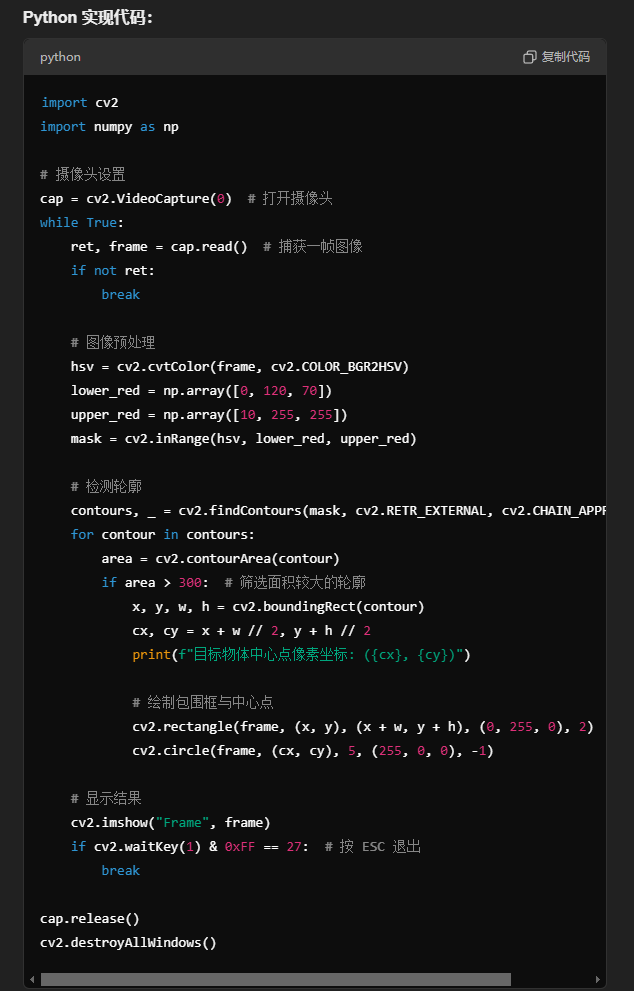 Python 实现代码：
python
复制代码
import cv2
import numpy as np
# 摄像头设置
cap = cv2.VideoCapture(0)  # 打开摄像头
while True:
    ret, frame = cap.read()  # 捕获一帧图像
    if not ret:
        break
    # 图像预处理
    hsv = cv2.cvtColor(frame, cv2.COLOR_BGR2HSV)
    lower_red = np.array([0, 120, 70])
    upper_red = np.array([10, 255, 255])
    mask = cv2.inRange(hsv, lower_red, upper_red)
    # 检测轮廓
    contours, _ = cv2.findContours(mask, cv2.RETR_EXTERNAL, cv2.CHAIN_APP
    for contour in contours:
        area = cv2.contourArea(contour)
        if area > 300:  # 筛选面积较大的轮廓
            x, y, w, h = cv2.boundingRect(contour)
            cx, cy = x + w // 2, y + h // 2
            print(f"目标物体中心点像素坐标: ({cx}, {cy})")
            # 绘制包围框与中心点
            cv2.rectangle(frame, (x, y), (x + w, y + h), (0, 255, 0), 2)
            cv2.circle(frame, (cx, cy), 5, (255, 0, 0), -1)
    # 显示结果
    cv2.imshow("Frame", frame)
    if cv2.waitKey(1) & 0xFF == 27:  # 按 ESC 退出
        break
cap.release()
cv2.destroyAllWindows()